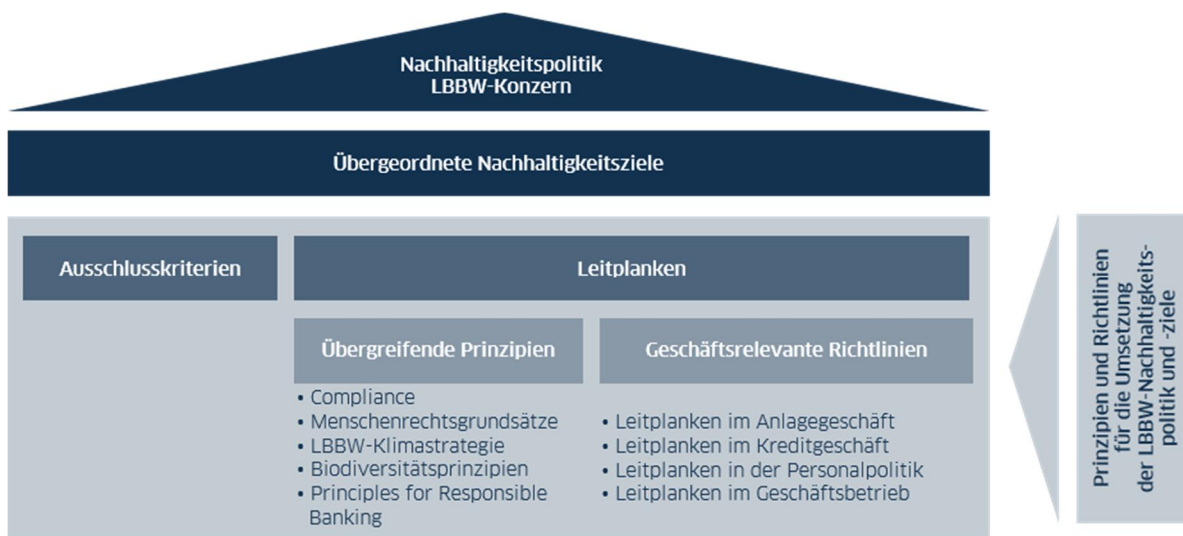 Nachhaltigkeitspolitik
LBBW-Konzern
Übergeordnete Nachhaltigkeitsziele
Ausschlusskriterien
Leitplanken
Übergreifende Prinzipien
• Compliance
• Menschenrechtsgrundsätze
• LBBW-Klimastrategie
• Biodiversitätsprinzipien
• Principles for Responsible
Banking
Geschäftsrelevante Richtlinien
• Leitplanken im Anlagegeschäft
• Leitplanken im Kreditgeschäft
• Leitplanken in der Personalpolitik
• Leitplanken im Geschäftsbetrieb
Prinzipien und Richtlinien
für die Umsetzung
der LBBW-Nachhaltigkeits-
politik und -ziele